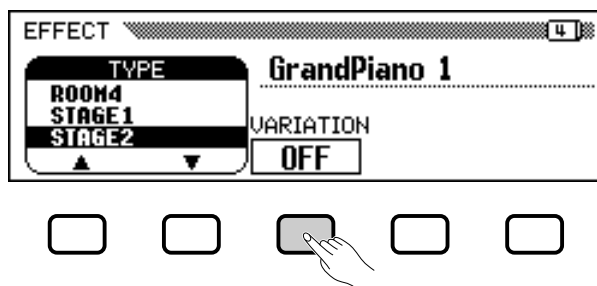 EFFECT 4
TYPE
GrandPiano 1
ROOM4
STAGE1
STAGE2
VARIATION
OFF